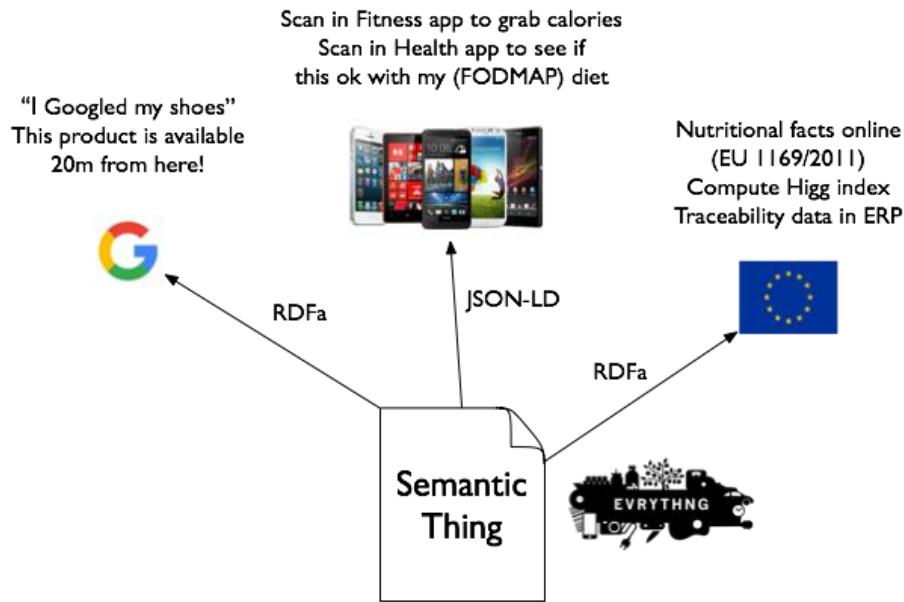 Scan in Fitness app to grab calories
Scan in Health app to see if
this ok with my (FODMAP) diet
“I Googled my shoes”
This product is available
20m from here!
Nutritional facts online
(EU 1169/2011)
Compute Higg index
Traceability data in ERP
RDFa
JSON-LD
RDFa
Semantic
Thing
EVRYTHNG